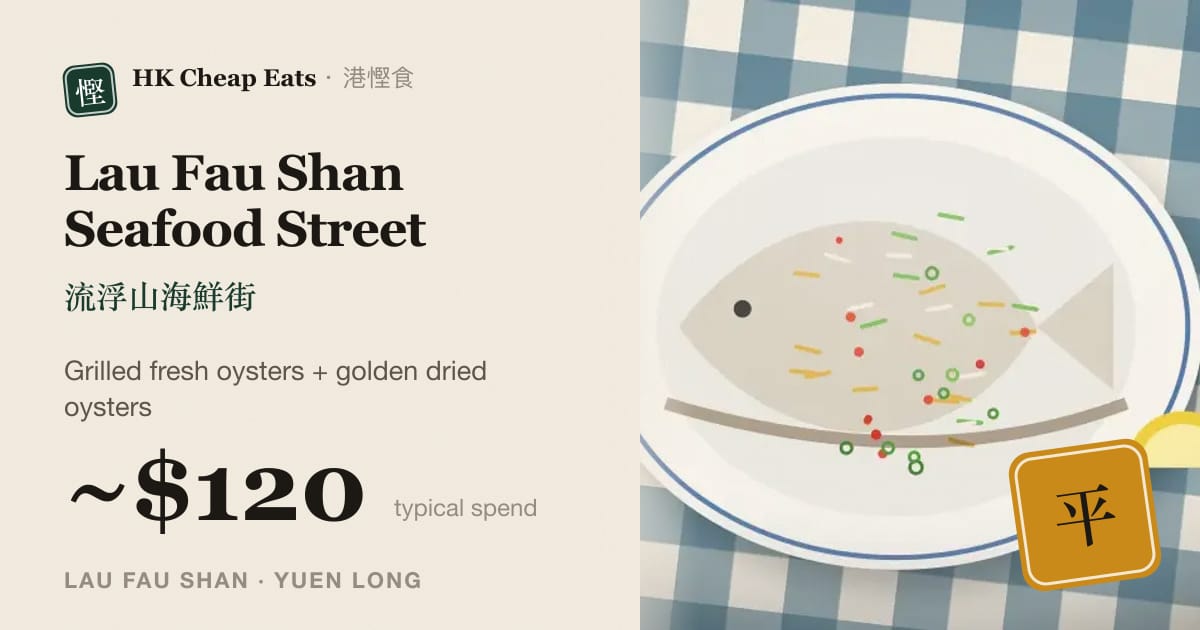 慳
HK Cheap Eats · 港慳食
Lau Fau Shan
Seafood Street
流浮山海鮮街
Grilled fresh oysters + golden dried
oysters
~$120 typical spend
LAU FAU SHAN · YUEN LONG
平